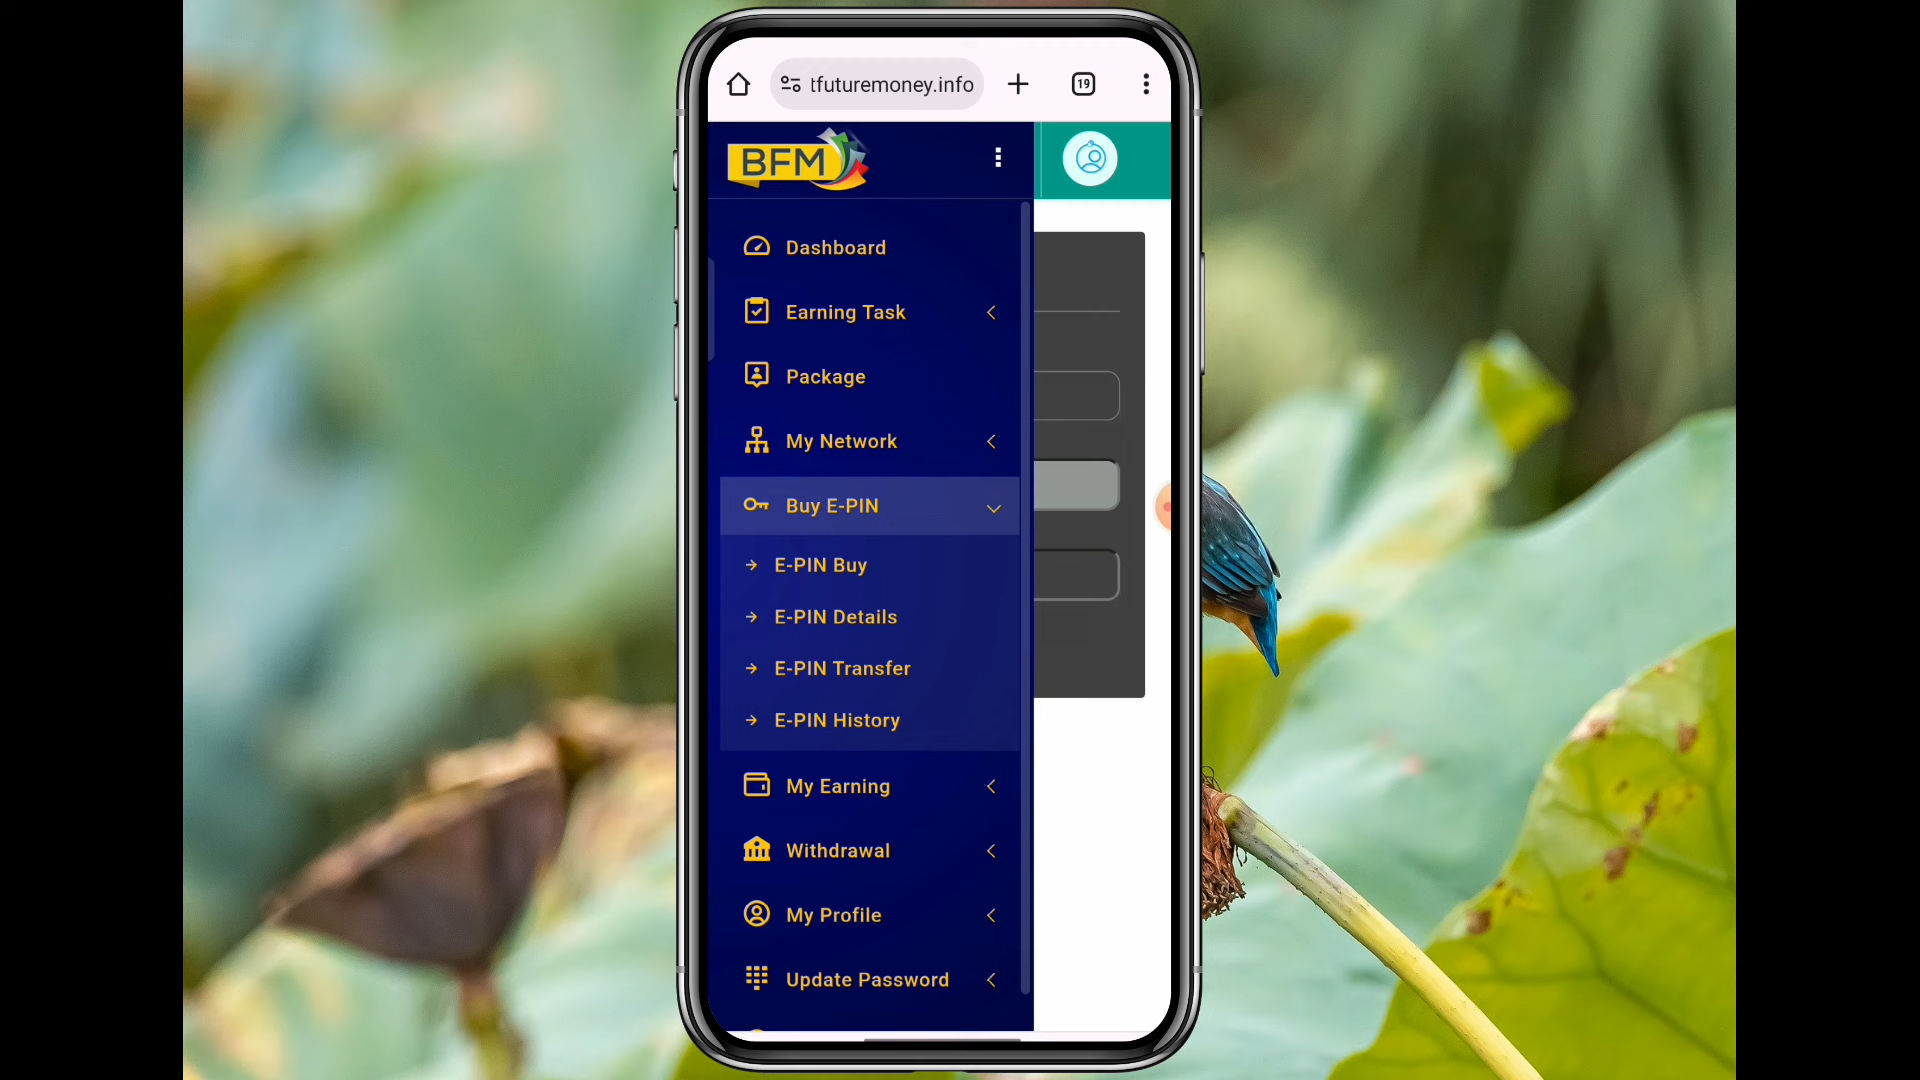 tfuturemoney.info
19
BFM
Dashboard
Earning Task
Package
My Network
Buy E-PIN
E-PIN Buy
E-PIN Details
E-PIN Transfer
E-PIN History
My Earning
Withdrawal
My Profile
Update Password